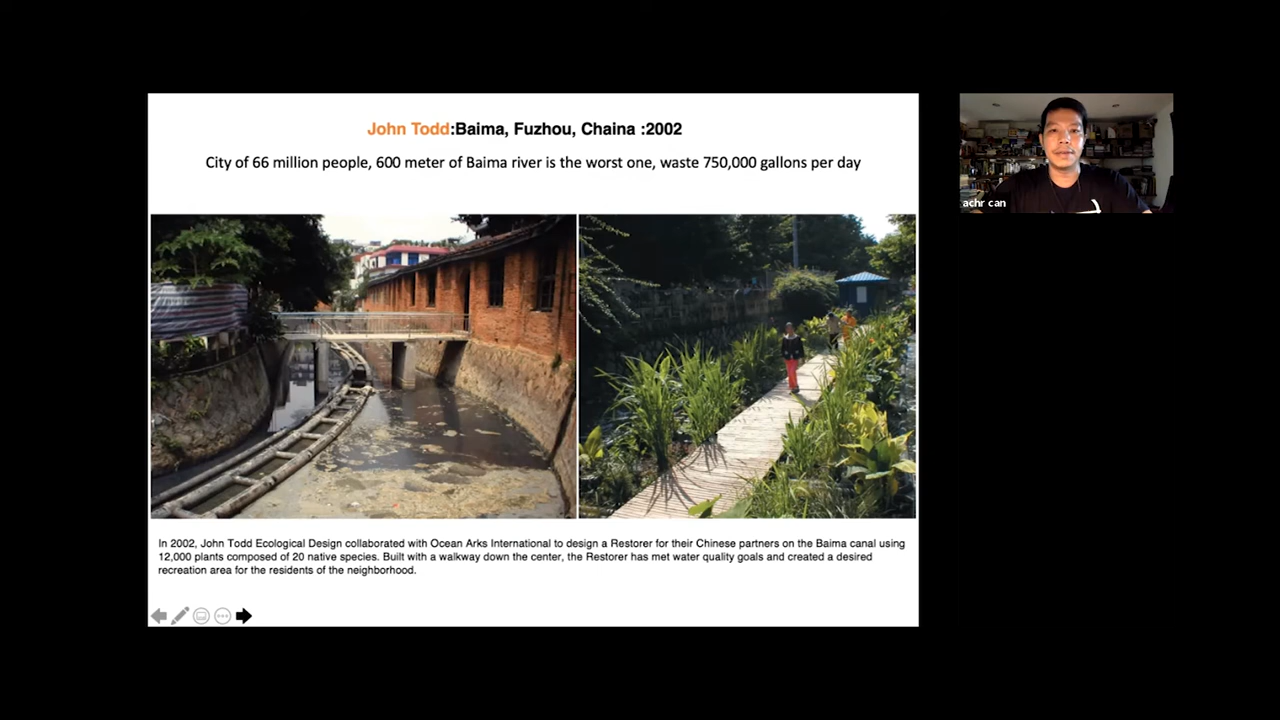 John Todd:Baima, Fuzhou, Chaina :2002
City of 66 million people, 600 meter of Baima river is the worst one, waste 750,000 gallons per day
achr can
In 2002, John Todd Ecological Design collaborated with Ocean Arks International to design a Restorer for their Chinese partners on the Baima canal using
12,000 plants composed of 20 native species. Built with a walkway down the center, the Restorer has met water quality goals and created a desired
recreation area for the residents of the neighborhood.